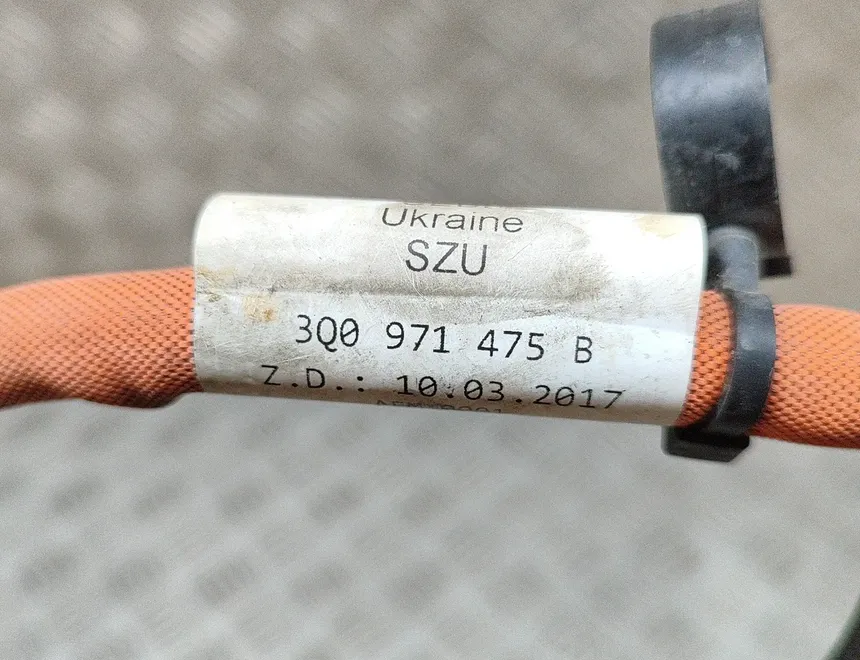 Ukraine
SZU
3Q0 971 475 B
Z.D.: 10.03.2017